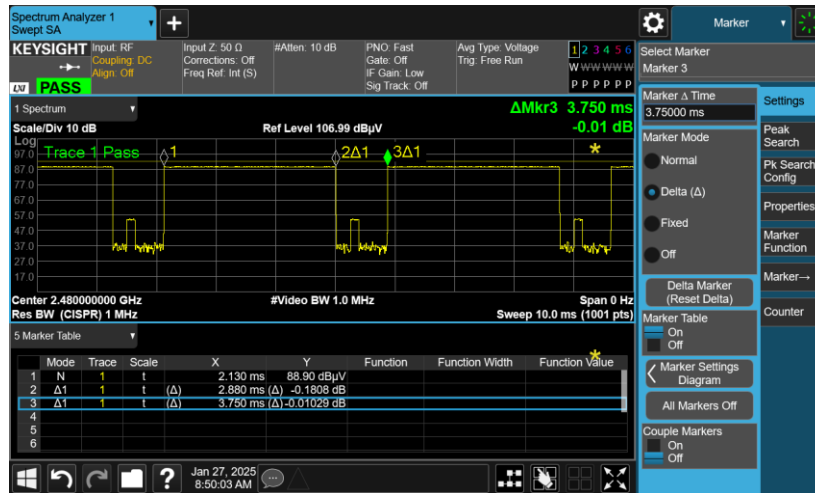 Spectrum Analyzer 1
Swept SA
Marker
KEYSIGHT
Input: RF
Coupling: DC
Align: Off
Input Z: 50 Ω
Corrections: Off
Freq Ref: Int (S)
#Atten: 10 dB
PNO: Fast
Gate: Off
IF Gain: Low
Sig Track: Off
Avg Type: Voltage
Trig: Free Run
1 2 3 4 5 6
W W W W W W
P P P P P P
LXI PASS
Select Marker
Marker 3
1 Spectrum
ΔMkr3 3.750 ms
-0.01 dB
Scale/Div 10 dB
Ref Level 106.99 dBµV
Log
Trace 1 Pass
1
2Δ1
3Δ1
97.0
87.0
77.0
67.0
57.0
47.0
37.0
27.0
17.0
Center 2.480000000 GHz
#Video BW 1.0 MHz
Span 0 Hz
Res BW (CISPR) 1 MHz
Sweep 10.0 ms (1001 pts)
5 Marker Table
Mode Trace Scale X Y Function Function Width Function Value
1 N 1 t 2.130 ms 88.90 dBµV
2 Δ1 1 t (Δ) 2.880 ms (Δ) -0.1808 dB
3 Δ1 1 t (Δ) 3.750 ms (Δ) -0.01029 dB
4
5
6
Marker Δ Time
3.75000 ms
Marker Mode
Normal
Delta (Δ)
Fixed
Off
Delta Marker
(Reset Delta)
Marker Table
On
Off
Marker Settings
Diagram
All Markers Off
Couple Markers
On
Off
Settings
Peak
Search
Pk Search
Config
Properties
Marker
Function
Marker→
Counter
Jan 27, 2025
8:50:03 AM